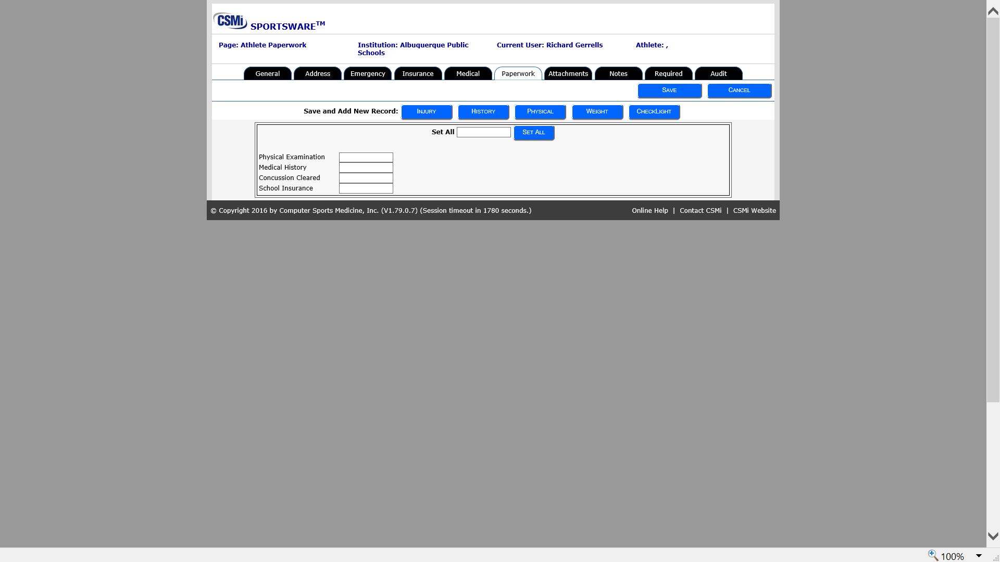 CSMi SPORTSWARE™
Page: Athlete Paperwork Institution: Albuquerque Public Schools Current User: Richard Gerrells Athlete: ,
General Address Emergency Insurance Medical Paperwork Attachments Notes Required Audit
SAVE CANCEL
Save and Add New Record: INJURY HISTORY PHYSICAL WEIGHT CHECKLIGHT
Set All SET ALL
Physical Examination
Medical History
Concussion Cleared
School Insurance
© Copyright 2016 by Computer Sports Medicine, Inc. (V1.79.0.7) (Session timeout in 1780 seconds.) Online Help | Contact CSMi | CSMi Website
100%